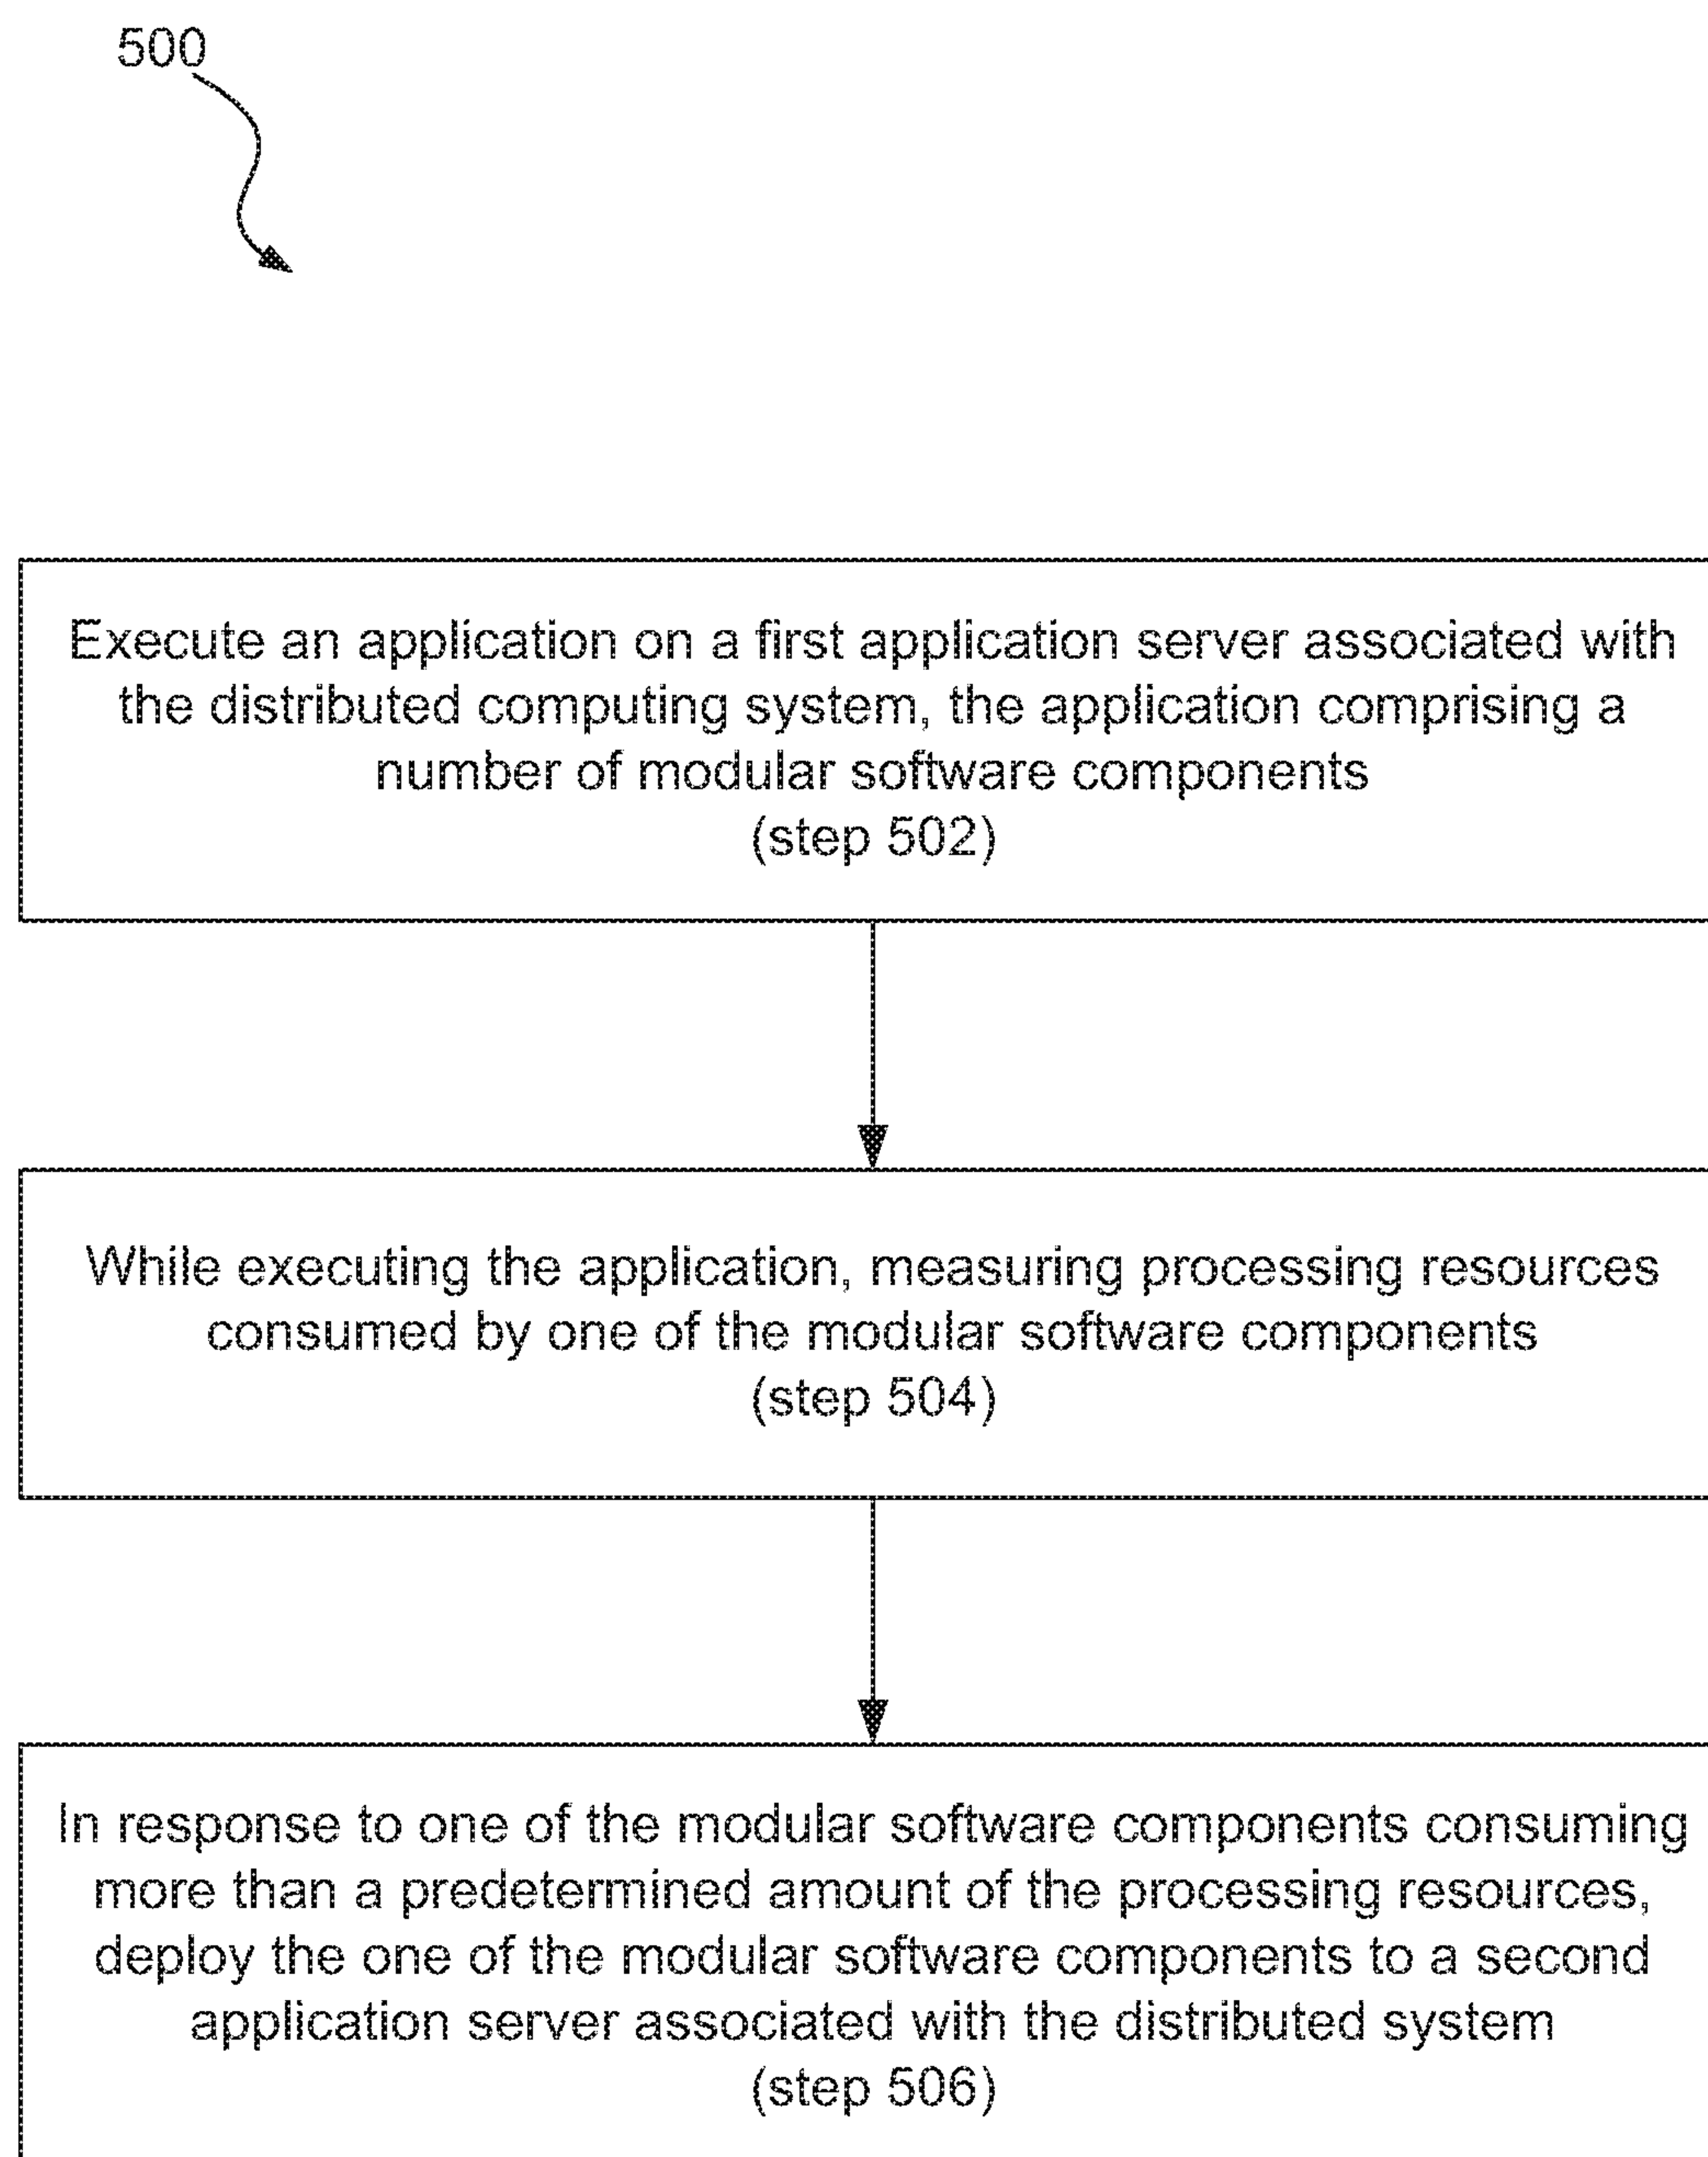 500
Execute an application on a first application server associated with
the distributed computing system, the application comprising a
number of modular software components
(step 502)
While executing the application, measuring processing resources
consumed by one of the modular software components
(step 504)
In response to one of the modular software components consuming
more than a predetermined amount of the processing resources,
deploy the one of the modular software components to a second
application server associated with the distributed system
(step 506)